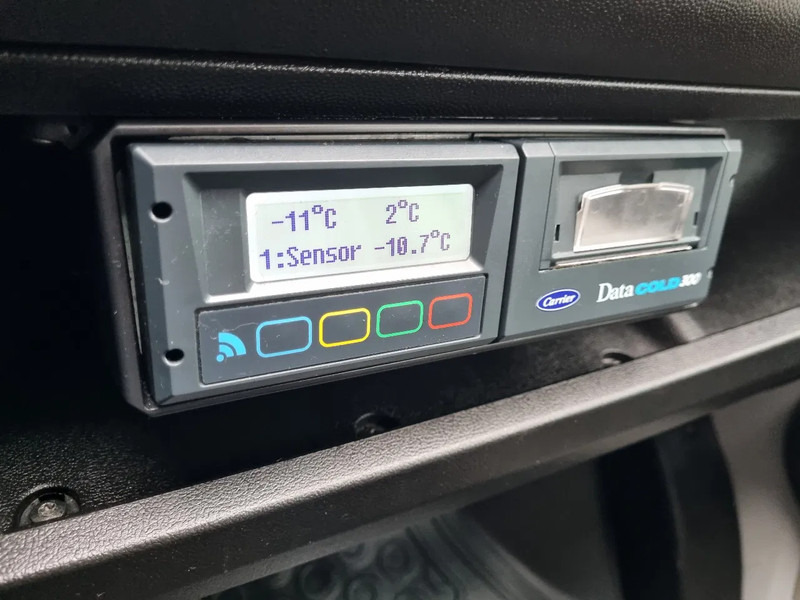 -11°C 2°C
1:Sensor -10.7°C
Carrier
DataCOLD300